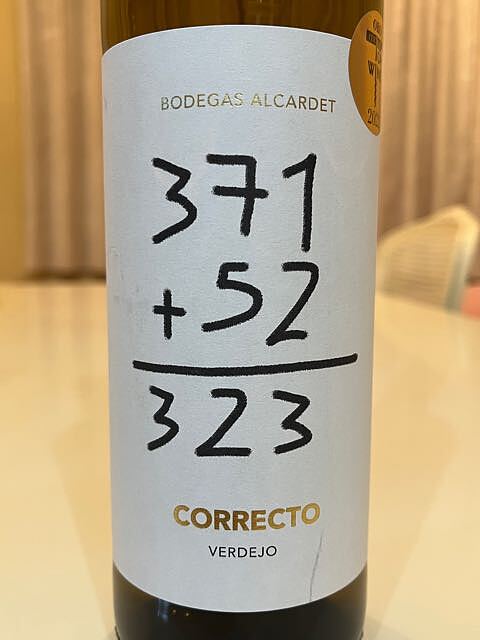 BODEGAS ALCARDET
371
+ 52
323
CORRECTO
VERDEJO